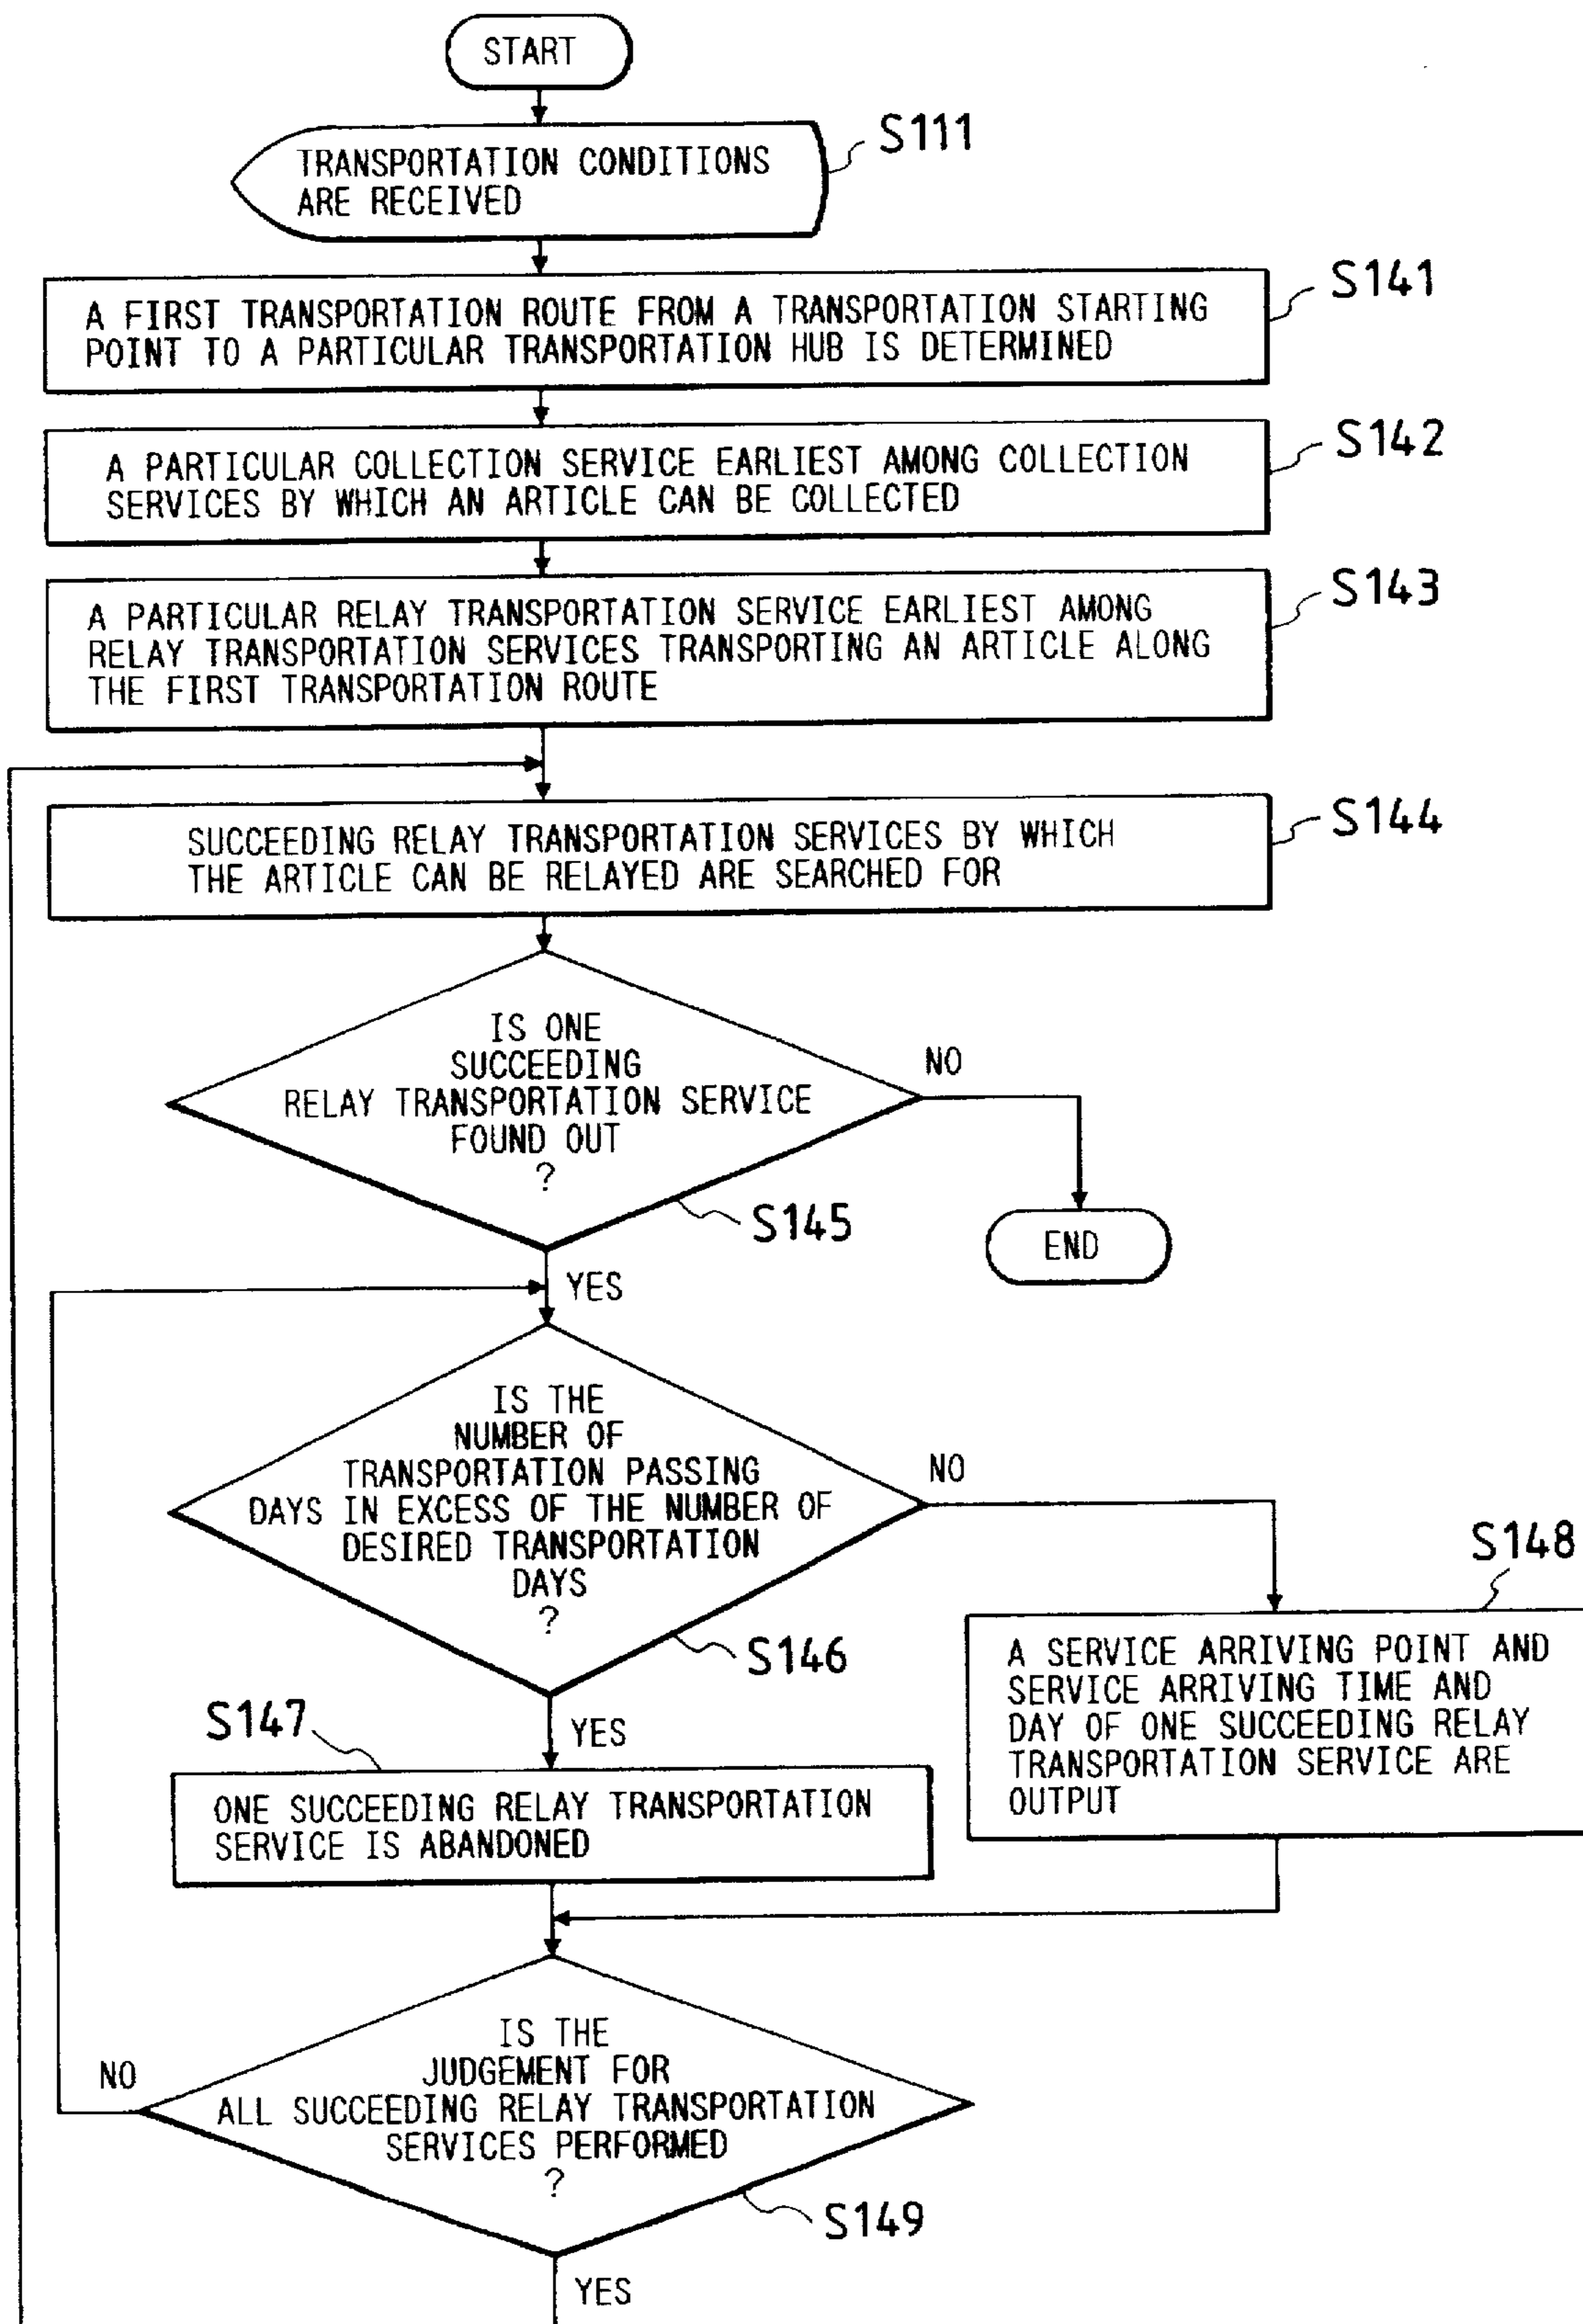 START
TRANSPORTATION CONDITIONS
ARE RECEIVED
S111
A FIRST TRANSPORTATION ROUTE FROM A TRANSPORTATION STARTING
POINT TO A PARTICULAR TRANSPORTATION HUB IS DETERMINED
S141
A PARTICULAR COLLECTION SERVICE EARLIEST AMONG COLLECTION
SERVICES BY WHICH AN ARTICLE CAN BE COLLECTED
S142
A PARTICULAR RELAY TRANSPORTATION SERVICE EARLIEST AMONG
RELAY TRANSPORTATION SERVICES TRANSPORTING AN ARTICLE ALONG
THE FIRST TRANSPORTATION ROUTE
S143
SUCCEEDING RELAY TRANSPORTATION SERVICES BY WHICH
THE ARTICLE CAN BE RELAYED ARE SEARCHED FOR
S144
IS ONE
SUCCEEDING
RELAY TRANSPORTATION SERVICE
FOUND OUT
?
NO
S145
END
YES
IS THE
NUMBER OF
TRANSPORTATION PASSING
DAYS IN EXCESS OF THE NUMBER OF
DESIRED TRANSPORTATION
DAYS
?
NO
S146
S148
A SERVICE ARRIVING POINT AND
SERVICE ARRIVING TIME AND
DAY OF ONE SUCCEEDING RELAY
TRANSPORTATION SERVICE ARE
OUTPUT
S147
YES
ONE SUCCEEDING RELAY TRANSPORTATION
SERVICE IS ABANDONED
IS THE
JUDGEMENT FOR
ALL SUCCEEDING RELAY TRANSPORTATION
SERVICES PERFORMED
?
NO
S149
YES